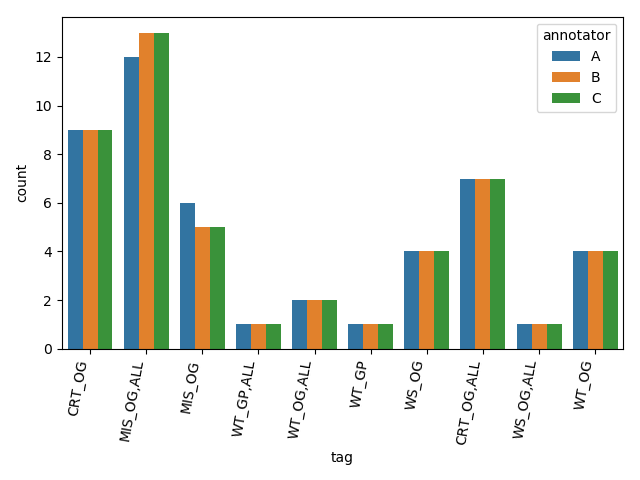 annotator
A
B
C
12
10
8
6
4
2
0
count
CRT_OG
MIS_OG,ALL
MIS_OG
WT_GP,ALL
WT_OG,ALL
WT_GP
WS_OG
CRT_OG,ALL
WS_OG,ALL
WT_OG
tag